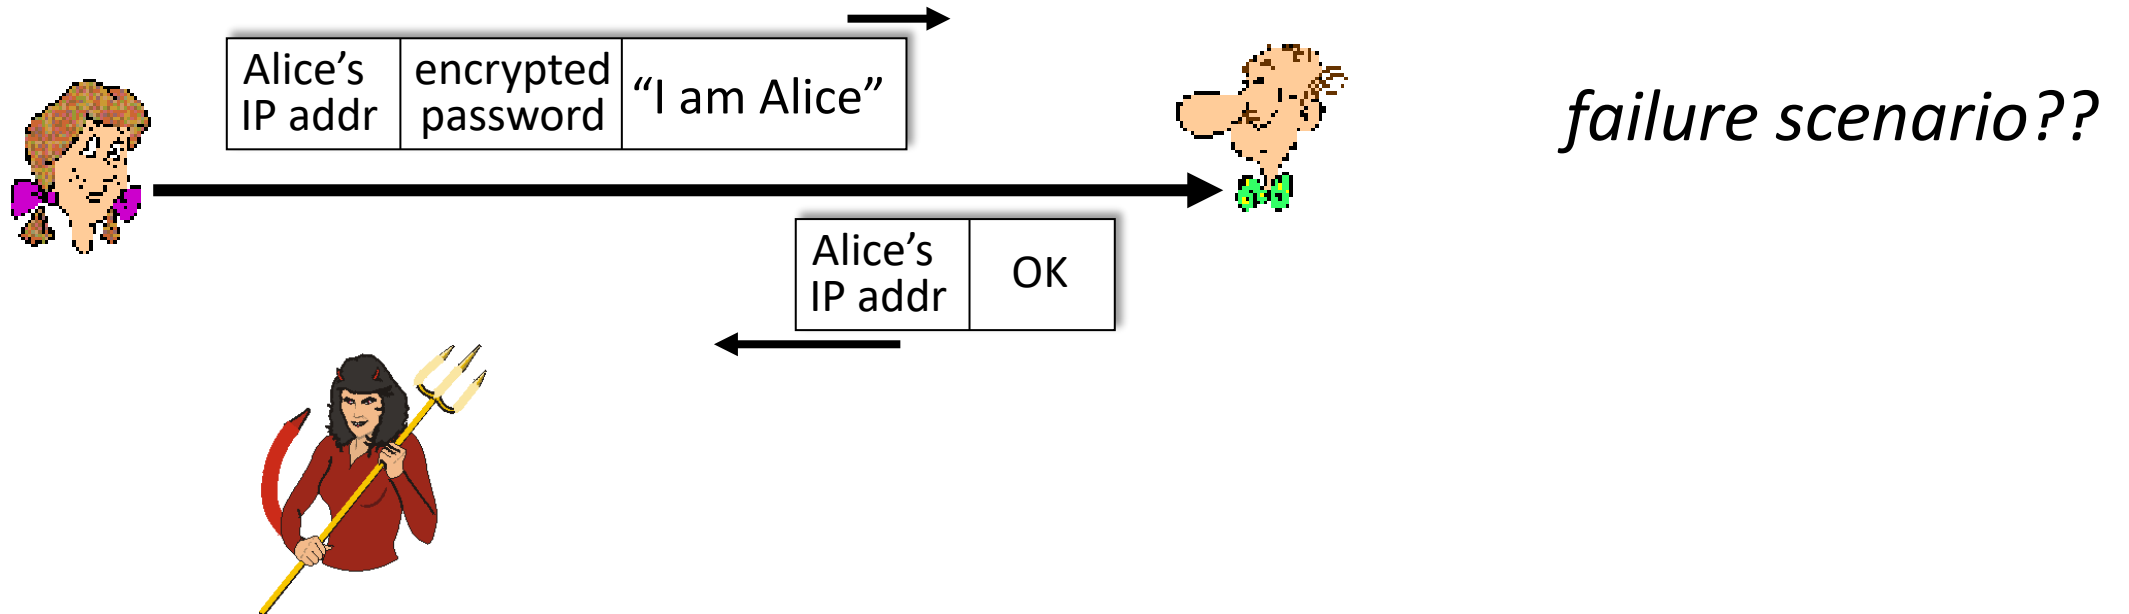 Alice’s
IP addr
encrypted
password
“I am Alice”
failure scenario??
Alice’s
IP addr
OK